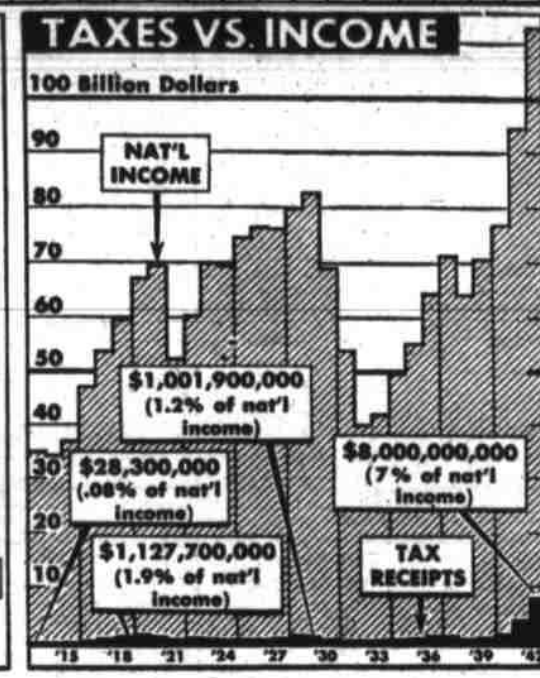 TAXES VS. INCOME
100 Billion Dollars
90
NAT'L
INCOME
80
70
60
50
$1,001,900,000
(1.2% of nat'l
income)
40
$8,000,000,000
(7% of nat'l
income)
30
$28,300,000
(.08% of nat'l
income)
20
$1,127,700,000
(1.9% of nat'l
income)
TAX
RECEIPTS
10
'15 '18 '21 '24 '27 '30 '33 '36 '39 '42